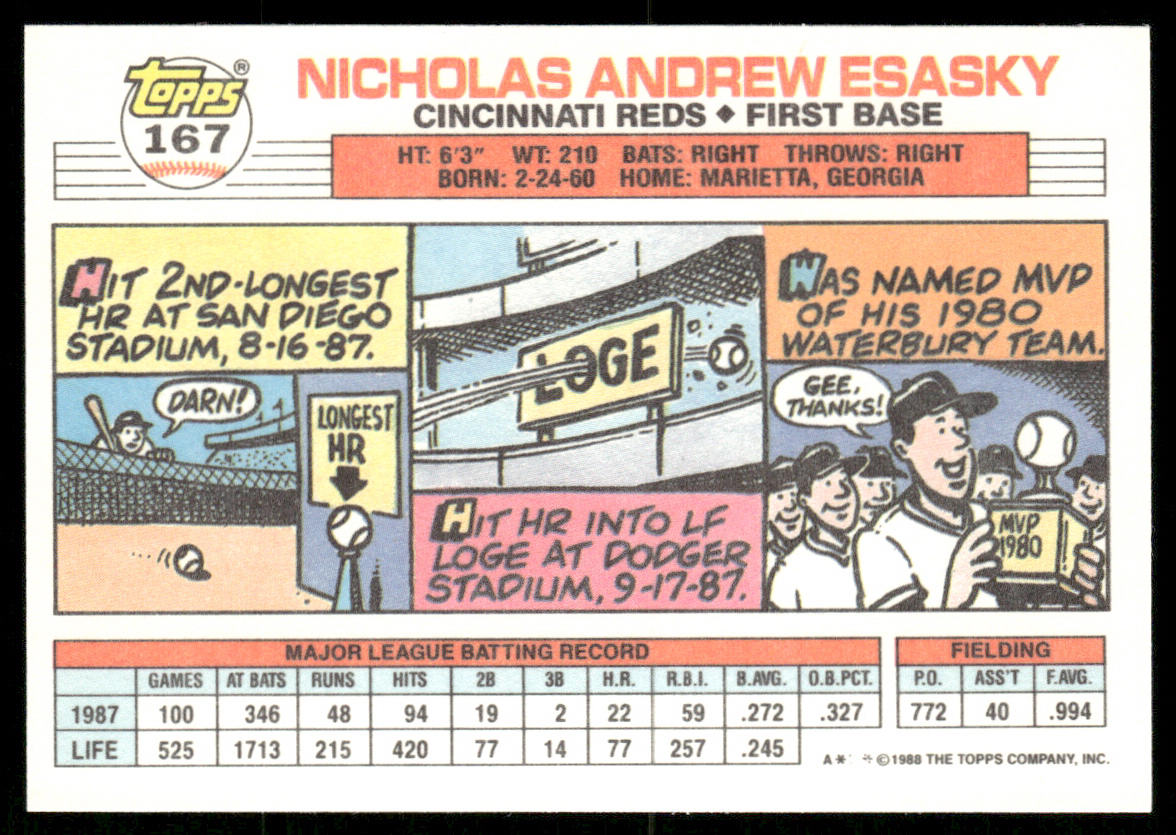 Topps®
167
NICHOLAS ANDREW ESASKY
CINCINNATI REDS ◆ FIRST BASE
HT: 6'3" WT: 210 BATS: RIGHT THROWS: RIGHT
BORN: 2-24-60 HOME: MARIETTA, GEORGIA
HIT 2ND-LONGEST
HR AT SAN DIEGO
STADIUM, 8-16-87.
DARN!
LONGEST
HR
LOGE
HIT HR INTO LF
LOGE AT DODGER
STADIUM, 9-17-87.
WAS NAMED MVP
OF HIS 1980
WATERBURY TEAM.
GEE,
THANKS!
MVP
1980
MAJOR LEAGUE BATTING RECORD
GAMES AT BATS RUNS HITS 2B 3B H.R. R.B.I. B.AVG. O.B.PCT.
1987 100 346 48 94 19 2 22 59 .272 .327
LIFE 525 1713 215 420 77 14 77 257 .245
FIELDING
P.O. ASS'T F.AVG.
772 40 .994
A* * ©1988 THE TOPPS COMPANY, INC.